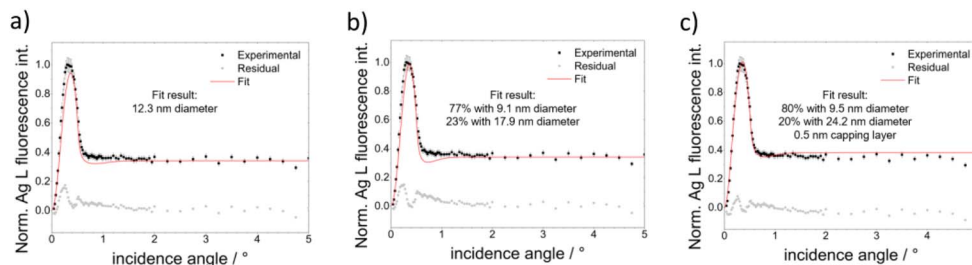 a)
Norm. Ag L fluorescence int.
1.0
0.8
0.6
0.4
0.2
0.0
Experimental
Residual
Fit
Fit result:
12.3 nm diameter
0 1 2 3 4 5
incidence angle / °
b)
Norm. Ag L fluorescence int.
1.0
0.8
0.6
0.4
0.2
0.0
Experimental
Residual
Fit
Fit result:
77% with 9.1 nm diameter
23% with 17.9 nm diameter
0 1 2 3 4 5
incidence angle / °
c)
Norm. Ag L fluorescence int.
1.0
0.8
0.6
0.4
0.2
0.0
Experimental
Residual
Fit
Fit result:
80% with 9.5 nm diameter
20% with 24.2 nm diameter
0.5 nm capping layer
0 1 2 3 4
incidence angle / °